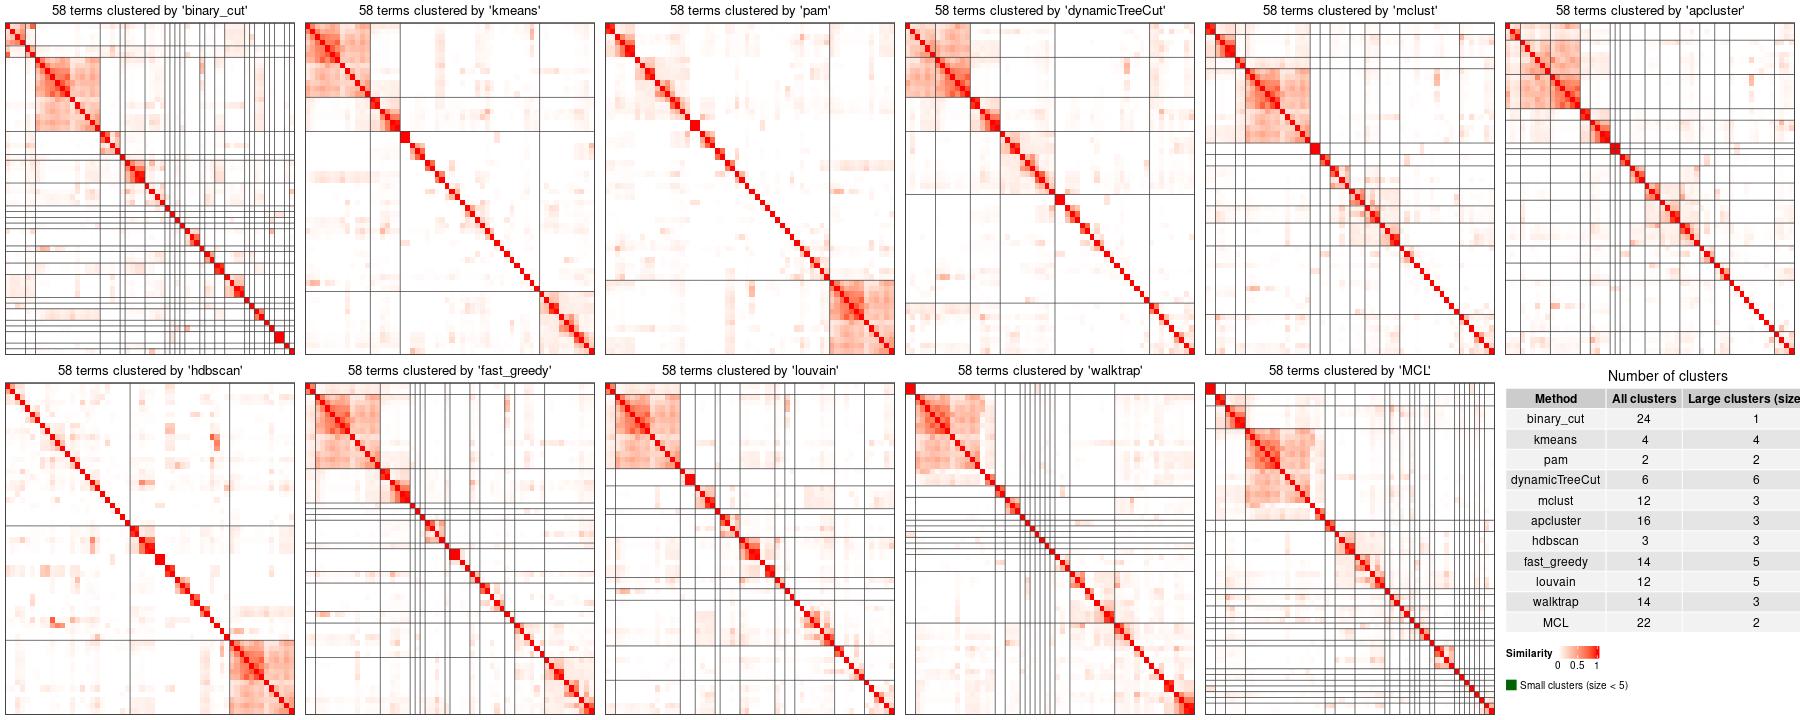 58 terms clustered by 'binary_cut'
58 terms clustered by 'kmeans'
58 terms clustered by 'pam'
58 terms clustered by 'dynamicTreeCut'
58 terms clustered by 'mclust'
58 terms clustered by 'apcluster'
58 terms clustered by 'hdbscan'
58 terms clustered by 'fast_greedy'
58 terms clustered by 'louvain'
58 terms clustered by 'walktrap'
58 terms clustered by 'MCL'
Number of clusters
Method All clusters Large clusters (size
binary_cut 24 1
kmeans 4 4
pam 2 2
dynamicTreeCut 6 6
mclust 12 3
apcluster 16 3
hdbscan 3 3
fast_greedy 14 5
louvain 12 5
walktrap 14 3
MCL 22 2
Similarity
0 0.5 1
Small clusters (size < 5)